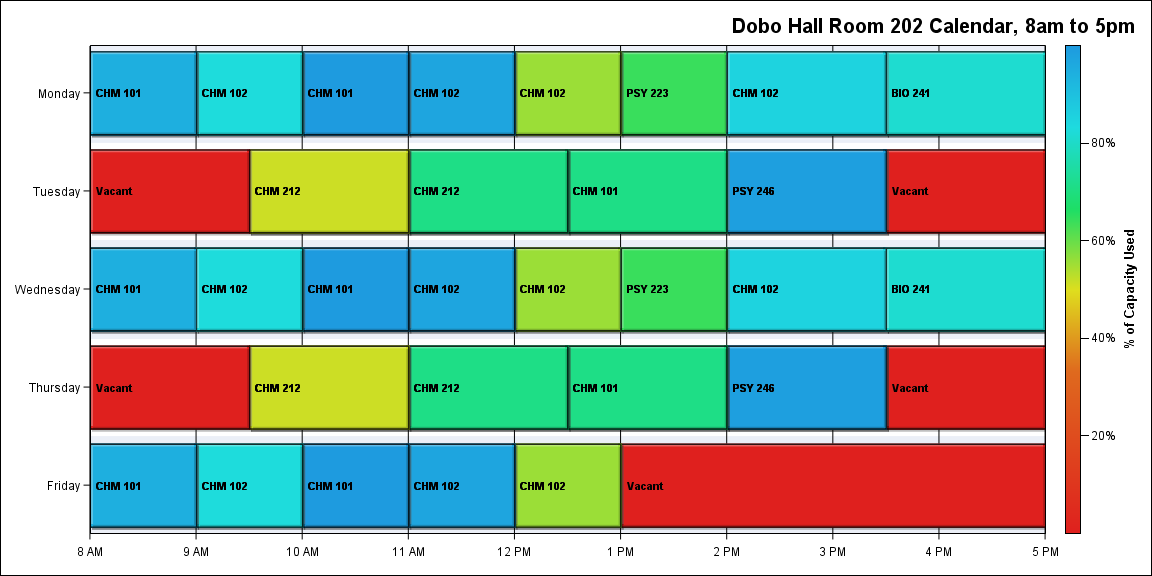 Dobo Hall Room 202 Calendar, 8am to 5pm
Monday
CHM 101
CHM 102
CHM 101
CHM 102
CHM 102
PSY 223
CHM 102
BIO 241
Tuesday
Vacant
CHM 212
CHM 212
CHM 101
PSY 246
Vacant
Wednesday
CHM 101
CHM 102
CHM 101
CHM 102
CHM 102
PSY 223
CHM 102
BIO 241
Thursday
Vacant
CHM 212
CHM 212
CHM 101
PSY 246
Vacant
Friday
CHM 101
CHM 102
CHM 101
CHM 102
CHM 102
Vacant
8 AM
9 AM
10 AM
11 AM
12 PM
1 PM
2 PM
3 PM
4 PM
5 PM
80%
60%
40%
20%
% of Capacity Used